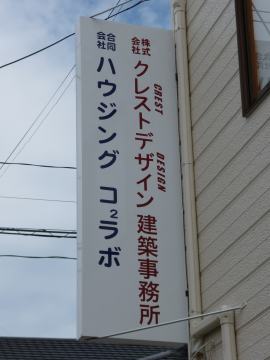 株式会社 クレストデザイン 建築事務所
CREST DESIGN
合同会社 ハウジング コ2ラボ